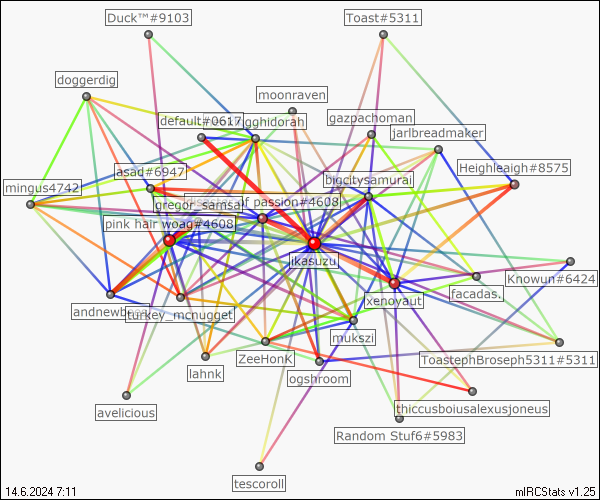 Duck™#9103
Toast#5311
doggerdig
moonraven
default#0617
gghidorah
gazpachoman
jarlbreadmaker
asad#6947
bigcitysamurai
Heighleaigh#8575
mingus4742
gregor_samsa
of passion#4608
pink hair woag#4608
ikasuzu
Knowun#6424
xenovaut
facadas.
turkey_mcnugget
mukszi
ZeeHonK
ToastephBroseph5311#5311
lahnk
ogshroom
avelicious
thiccusboiusalexusjoneus
Random Stuf6#5983
tescoroll
14.6.2024 7:11
mIRCStats v1.25